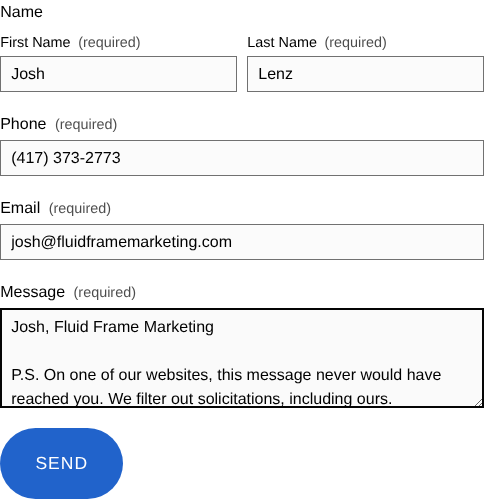 Name
First Name (required) Last Name (required)
Josh Lenz
Phone (required)
(417) 373-2773
Email (required)
josh@fluidframemarketing.com
Message (required)
Josh, Fluid Frame Marketing
P.S. On one of our websites, this message never would have
reached you. We filter out solicitations, including ours.
SEND